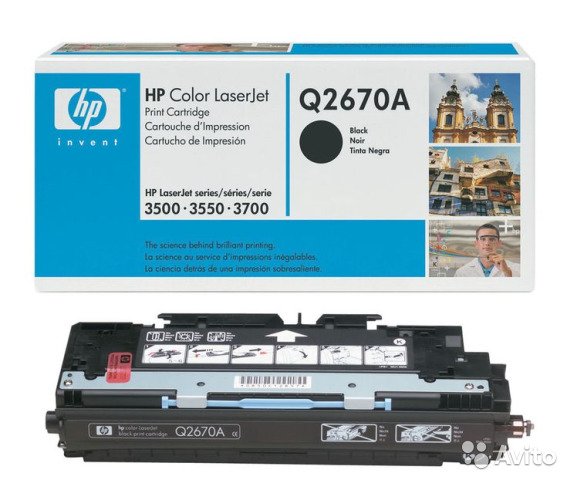 hp
invent
HP Color LaserJet
Print Cartridge
Cartouche d'Impression
Cartucho de Impresión
HP LaserJet series/séries/serie
3500 · 3550 · 3700
The science behind brilliant printing.
La science au service d'impressions inégalables.
La ciencia detrás de una impresión sobresaliente.
Q2670A
Black
Noir
Tinta Negra
K
hp
hp color laserjet
black print cartridge
Q2670A
Avito